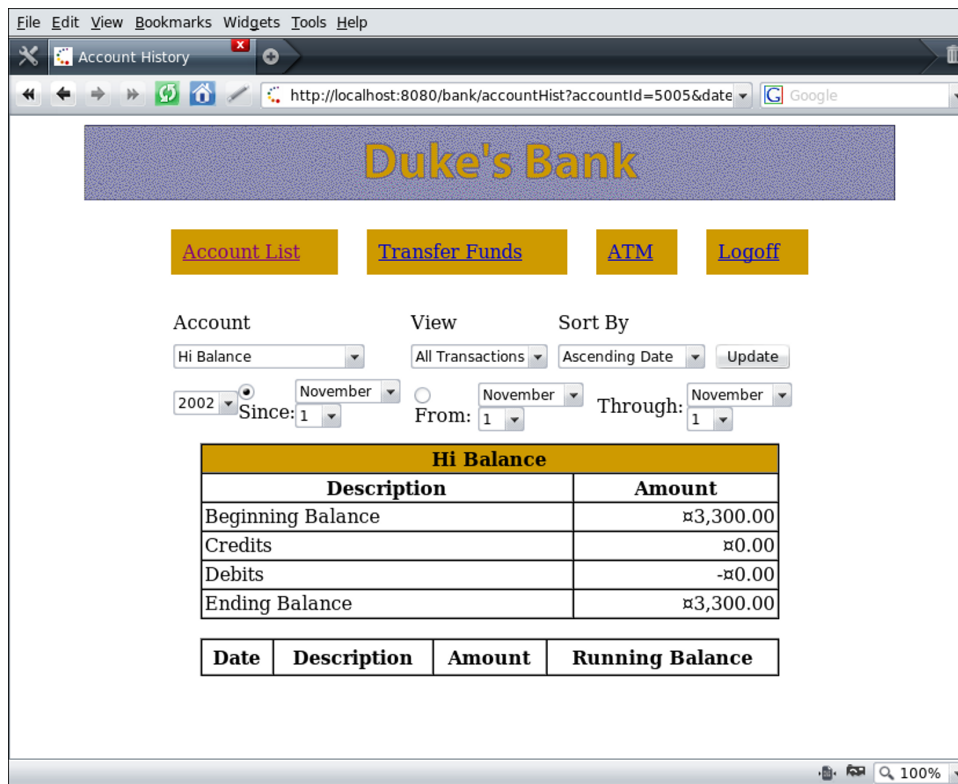 File Edit View Bookmarks Widgets Tools Help
Account History
http://localhost:8080/bank/accountHist?accountId=5005&date
Google
Duke's Bank
Account List Transfer Funds ATM Logoff
Account View Sort By
Hi Balance All Transactions Ascending Date Update
2002 Since: November 1 From: November 1 Through: November 1
Hi Balance
Description Amount
Beginning Balance ¤3,300.00
Credits ¤0.00
Debits -¤0.00
Ending Balance ¤3,300.00
Date Description Amount Running Balance
100%